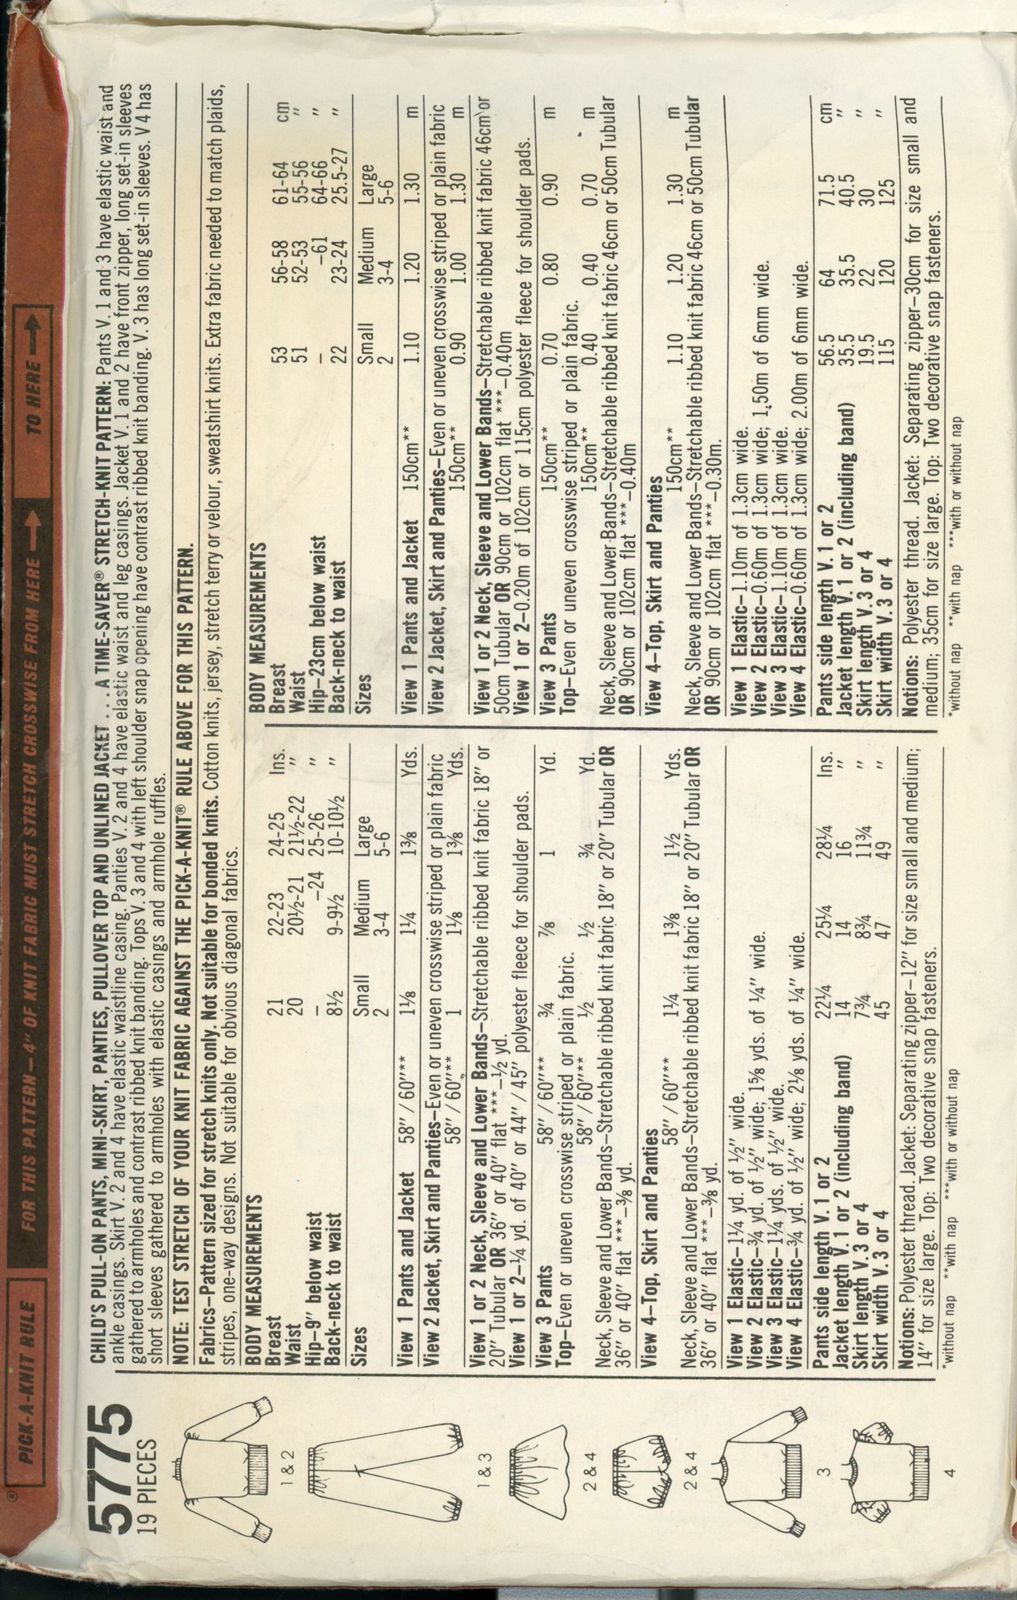 PICK-A-KNIT RULE
®
FOR THIS PATTERN—4" OF KNIT FABRIC MUST STRETCH CROSSWISE FROM HERE → TO HERE →
5775
19 PIECES
1 & 2
1 & 3
2 & 4
2 & 4
3
4
CHILD'S PULL-ON PANTS, MINI-SKIRT, PANTIES, PULLOVER TOP AND UNLINED JACKET . . . A TIME-SAVER® STRETCH-KNIT PATTERN: Pants V. 1 and 3 have elastic waist and
ankle casings. Skirt V. 2 and 4 have elastic waistline casing. Panties V. 2 and 4 have elastic waist and leg casings. Jacket V. 1 and 2 have front zipper, long set-in sleeves
gathered to armholes and contrast ribbed knit banding. Tops V. 3 and 4 with left shoulder snap opening have contrast ribbed knit banding. V. 3 has long set-in sleeves. V 4 has
short sleeves gathered to armholes with elastic casings and armhole ruffles.
NOTE: TEST STRETCH OF YOUR KNIT FABRIC AGAINST THE PICK-A-KNIT® RULE ABOVE FOR THIS PATTERN.
Fabrics—Pattern sized for stretch knits only. Not suitable for bonded knits. Cotton knits, jersey, stretch terry or velour, sweatshirt knits. Extra fabric needed to match plaids,
stripes, one-way designs. Not suitable for obvious diagonal fabrics.
BODY MEASUREMENTS
Breast 21 22-23 24-25 Ins.
Waist 20 20½-21 21½-22 "
Hip—9" below waist – –24 25-26 "
Back-neck to waist 8½ 9-9½ 10-10½ "
Sizes Small Medium Large
2 3-4 5-6
View 1 Pants and Jacket 58" / 60"** 1⅛ 1¼ 1⅜ Yds.
View 2 Jacket, Skirt and Panties—Even or uneven crosswise striped or plain fabric
58" / 60"** 1 1⅛ 1⅜ Yds.
View 1 or 2 Neck, Sleeve and Lower Bands—Stretchable ribbed knit fabric 18" or
20" Tubular OR 36" or 40" flat ***—½ yd.
View 1 or 2—¼ yd. of 40" or 44" / 45" polyester fleece for shoulder pads.
View 3 Pants 58" / 60"** ¾ ⅞ 1 Yd.
Top—Even or uneven crosswise striped or plain fabric.
58" / 60"** ½ ½ ¾ Yd.
Neck, Sleeve and Lower Bands—Stretchable ribbed knit fabric 18" or 20" Tubular OR
36" or 40" flat ***—⅜ yd.
View 4—Top, Skirt and Panties
58" / 60"** 1¼ 1⅜ 1½ Yds.
Neck, Sleeve and Lower Bands—Stretchable ribbed knit fabric 18" or 20" Tubular OR
36" or 40" flat ***—⅜ yd.
View 1 Elastic—1¼ yd. of ½" wide.
View 2 Elastic—¾ yd. of ½" wide; 1⅝ yds. of ¼" wide.
View 3 Elastic—1¼ yds. of ½" wide.
View 4 Elastic—¾ yd. of ½" wide; 2⅛ yds. of ¼" wide.
Pants side length V. 1 or 2 22¼ 25¼ 28¼ Ins.
Jacket length V. 1 or 2 (including band) 14 14 16 "
Skirt length V.3 or 4 7¾ 8¾ 11¾ "
Skirt width V.3 or 4 45 47 49 "
Notions: Polyester thread. Jacket: Separating zipper—12" for size small and medium;
14" for size large. Top: Two decorative snap fasteners.
*without nap **with nap ***with or without nap
BODY MEASUREMENTS
Breast 53 56-58 61-64 cm
Waist 51 52-53 55-56 "
Hip—23cm below waist – –61 64-66 "
Back-neck to waist 22 23-24 25.5-27 "
Sizes Small Medium Large
2 3-4 5-6
View 1 Pants and Jacket 150cm** 1.10 1.20 1.30 m
View 2 Jacket, Skirt and Panties—Even or uneven crosswise striped or plain fabric
150cm** 0.90 1.00 1.30 m
View 1 or 2 Neck, Sleeve and Lower Bands—Stretchable ribbed knit fabric 46cm or
50cm Tubular OR 90cm or 102cm flat ***—0.40m
View 1 or 2—0.20m of 102cm or 115cm polyester fleece for shoulder pads.
View 3 Pants 150cm** 0.70 0.80 0.90 m
Top—Even or uneven crosswise striped or plain fabric.
150cm** 0.40 0.40 0.70 m
Neck, Sleeve and Lower-Bands—Stretchable ribbed knit fabric 46cm or 50cm Tubular
OR 90cm or 102cm flat ***—0.40m
View 4—Top, Skirt and Panties
150cm** 1.10 1.20 1.30 m
Neck, Sleeve and Lower Bands—Stretchable ribbed knit fabric 46cm or 50cm Tubular
OR 90cm or 102cm flat ***—0.30m.
View 1 Elastic—1.10m of 1.3cm wide.
View 2 Elastic—0.60m of 1.3cm wide; 1.50m of 6mm wide.
View 3 Elastic—1.10m of 1.3cm wide.
View 4 Elastic—0.60m of 1.3cm wide; 2.00m of 6mm wide.
Pants side length V. 1 or 2 56.5 64 71.5 cm
Jacket length V. 1 or 2 (including band) 35.5 35.5 40.5 "
Skirt length V.3 or 4 19.5 22 30 "
Skirt width V.3 or 4 115 120 125 "
Notions: Polyester thread. Jacket: Separating zipper—30cm for size small and
medium; 35cm for size large. Top: Two decorative snap fasteners.
*without nap **with nap ***with or without nap